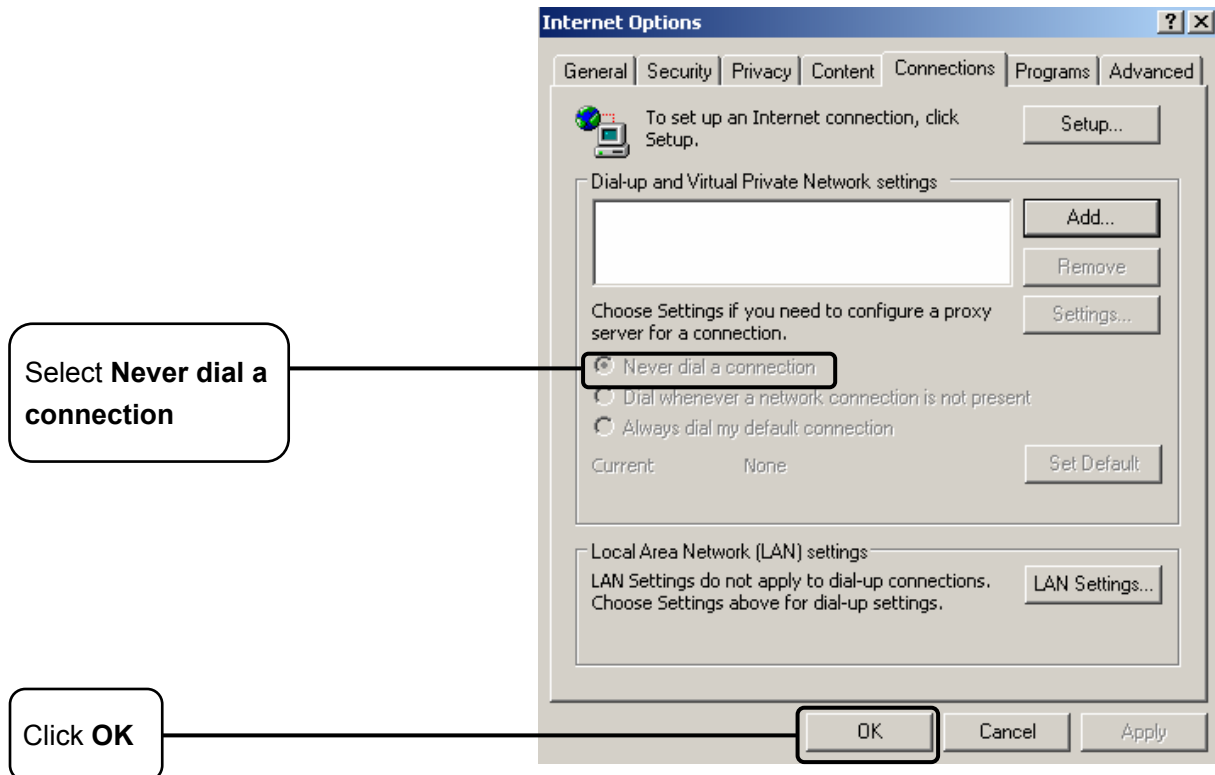 Internet Options
General Security Privacy Content Connections Programs Advanced
To set up an Internet connection, click
Setup.
Setup...
Dial-up and Virtual Private Network settings
Add...
Remove
Choose Settings if you need to configure a proxy
server for a connection.
Settings...
Select Never dial a
connection
Never dial a connection
Dial whenever a network connection is not present
Always dial my default connection
Current None
Set Default
Local Area Network (LAN) settings
LAN Settings do not apply to dial-up connections.
Choose Settings above for dial-up settings.
LAN Settings...
Click OK
OK Cancel Apply